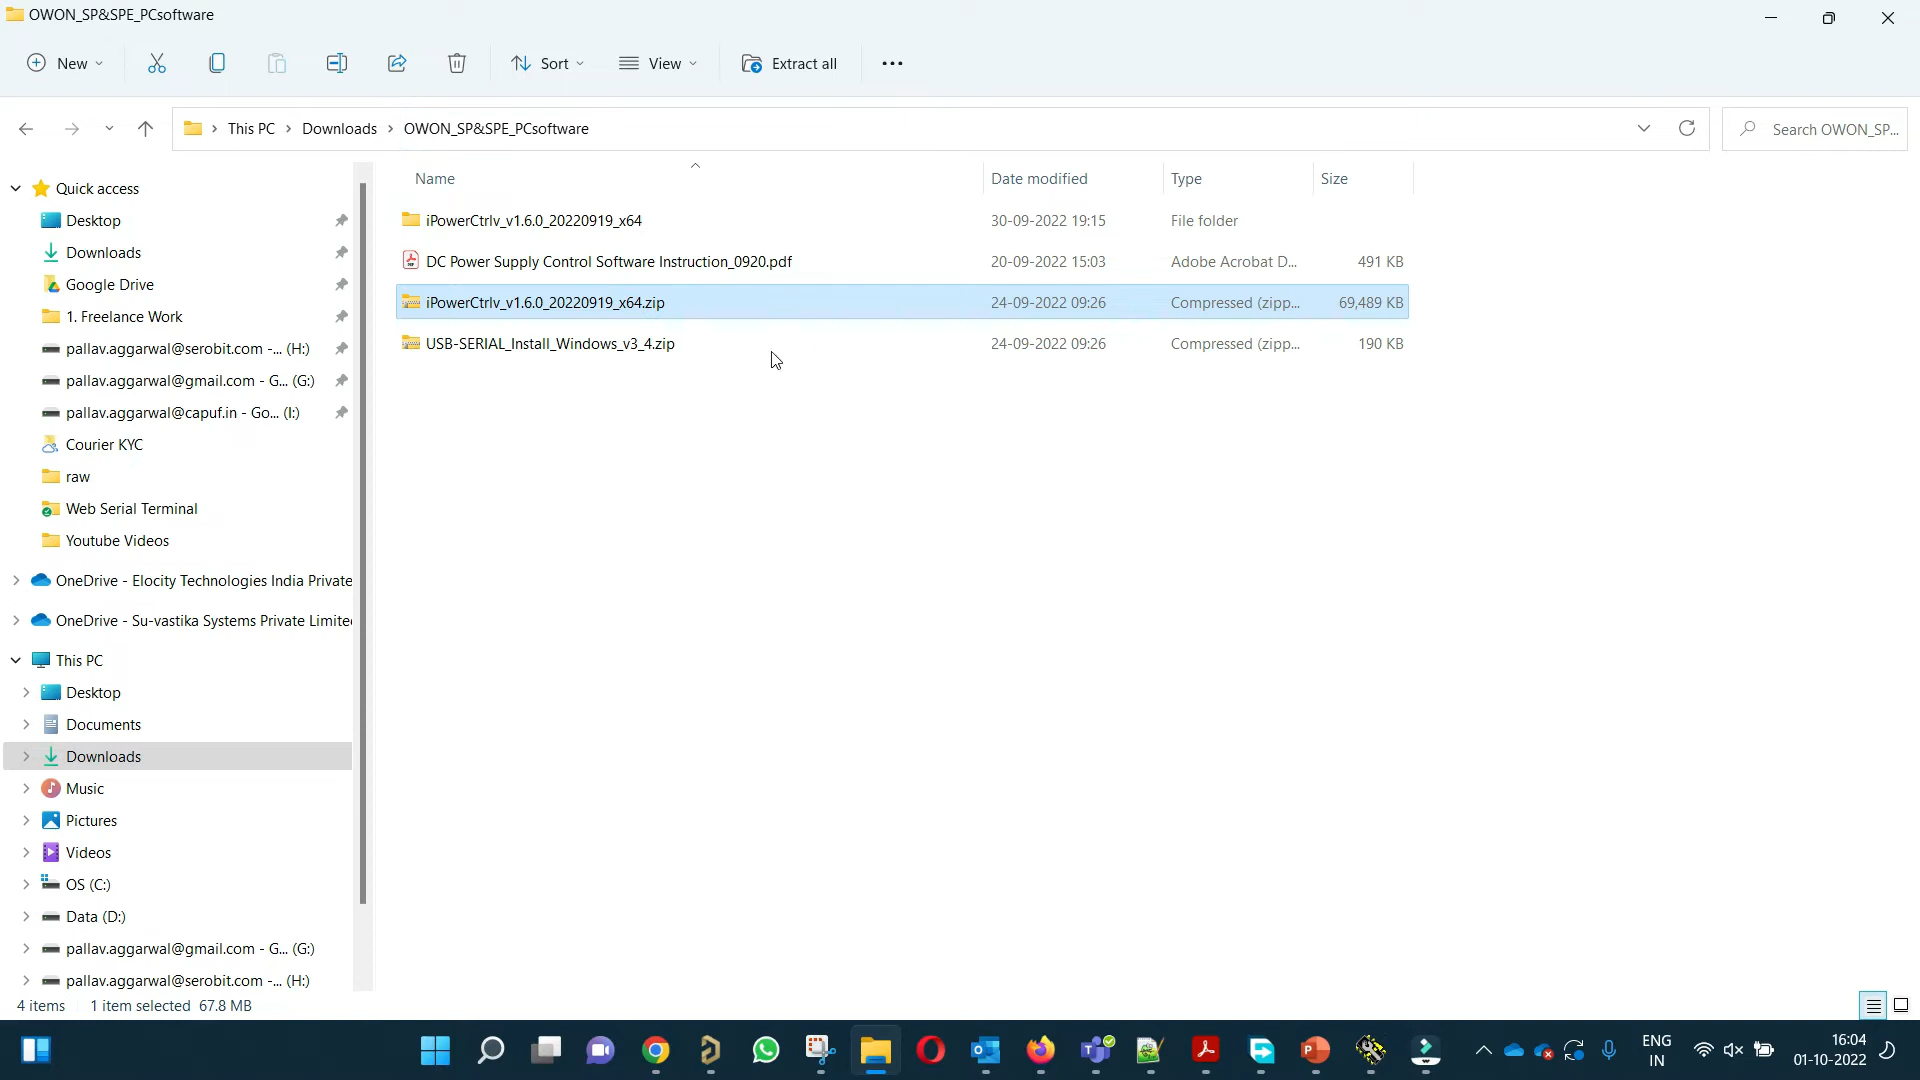 OWON_SP&SPE_PCsoftware
New
Sort
View
Extract all
This PC
Downloads
OWON_SP&SPE_PCsoftware
Search OWON_SP...
Name
Date modified
Type
Size
iPowerCtrlv_v1.6.0_20220919_x64
30-09-2022 19:15
File folder
DC Power Supply Control Software Instruction_0920.pdf
20-09-2022 15:03
Adobe Acrobat D...
491 KB
iPowerCtrlv_v1.6.0_20220919_x64.zip
24-09-2022 09:26
Compressed (zipp...
69,489 KB
USB-SERIAL_Install_Windows_v3_4.zip
24-09-2022 09:26
Compressed (zipp...
190 KB
Quick access
Desktop
Downloads
Google Drive
1. Freelance Work
pallav.aggarwal@serobit.com -... (H:)
pallav.aggarwal@gmail.com - G... (G:)
pallav.aggarwal@capuf.in - Go... (I:)
Courier KYC
raw
Web Serial Terminal
Youtube Videos
OneDrive - Elocity Technologies India Private
OneDrive - Su-vastika Systems Private Limite
This PC
Desktop
Documents
Downloads
Music
Pictures
Videos
OS (C:)
Data (D:)
pallav.aggarwal@gmail.com - G... (G:)
pallav.aggarwal@serobit.com -... (H:)
4 items
1 item selected 67.8 MB
ENG
IN
16:04
01-10-2022